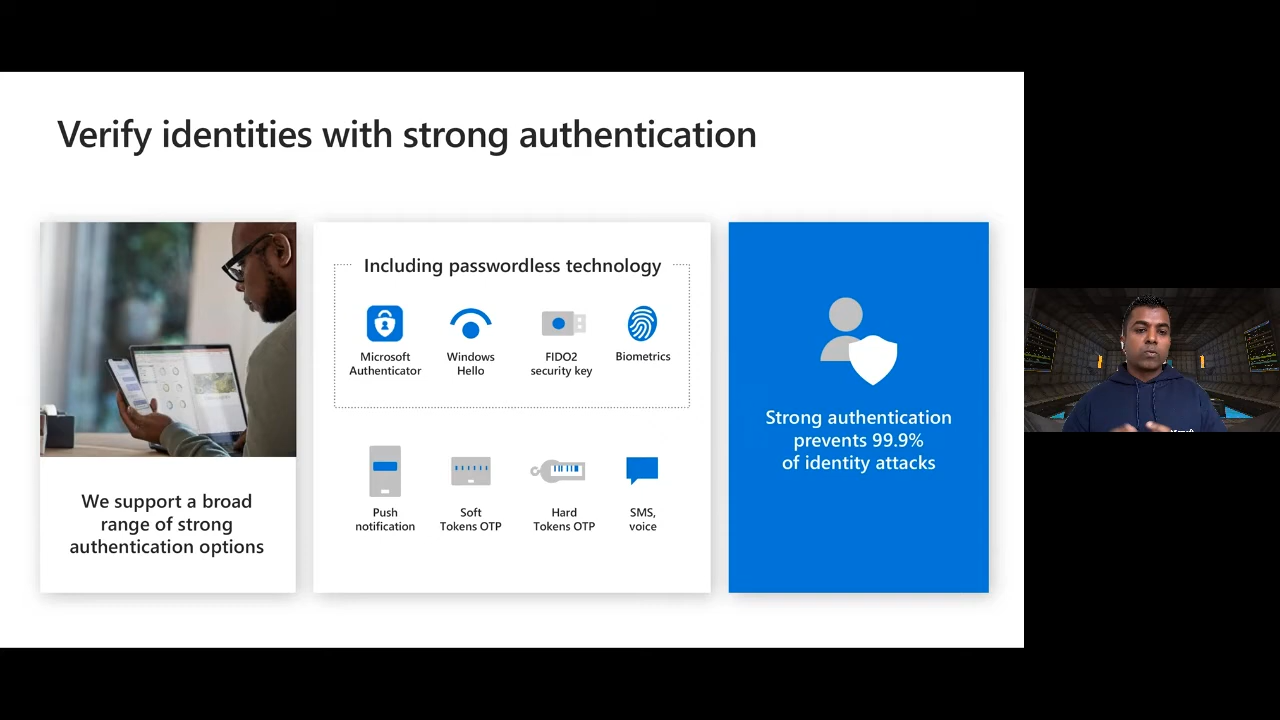 Verify identities with strong authentication
We support a broad
range of strong
authentication options
Including passwordless technology
Microsoft
Authenticator
Windows
Hello
FIDO2
security key
Biometrics
Push
notification
Soft
Tokens OTP
Hard
Tokens OTP
SMS,
voice
Strong authentication
prevents 99.9%
of identity attacks